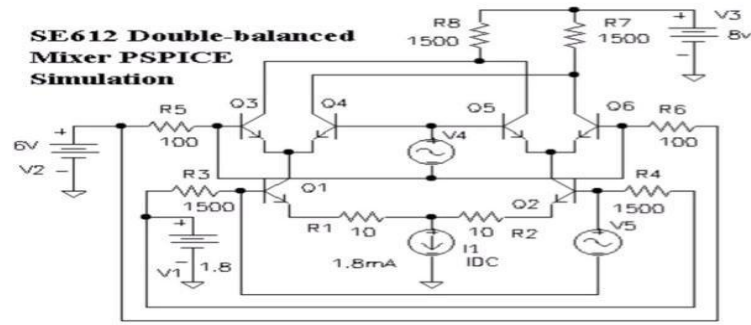 SE612 Double-balanced
Mixer PSPICE
Simulation
R8
1500
R7
1500
V3
8v
R5
100
Q3
Q4
Q5
Q6
R6
100
6V
V2
V4
R3
1500
Q1
Q2
R4
1500
V1
1.8
R1
10
10
R2
V5
1.8mA
I1
IDC